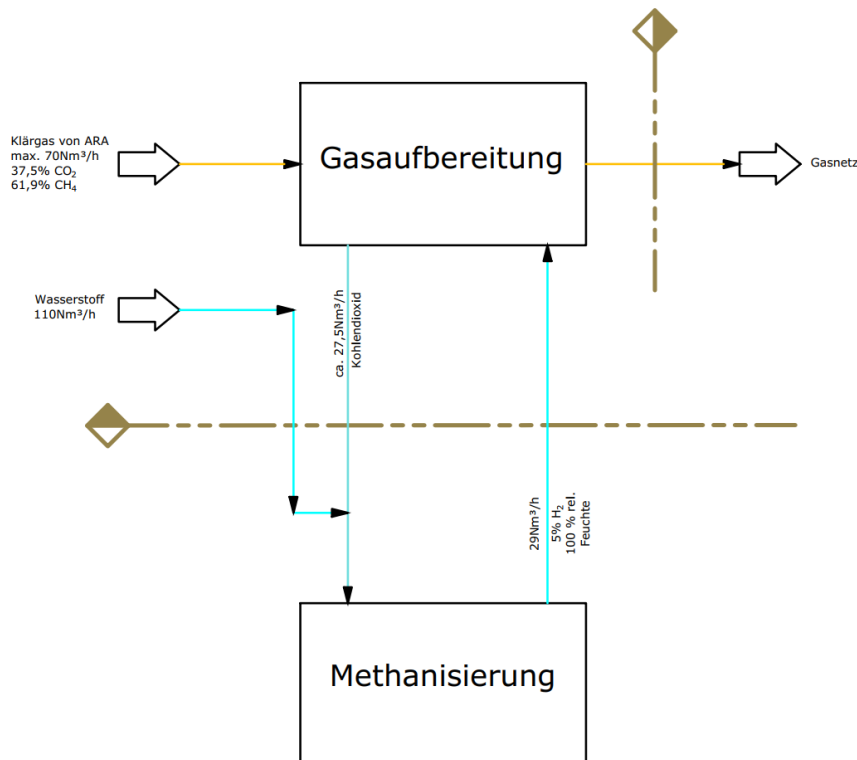 Klärgas von ARA
max. 70Nm³/h
37,5% CO₂
61,9% CH₄
Gasaufbereitung
Gasnetz
Wasserstoff
110Nm³/h
ca. 27,5Nm³/h
Kohlendioxid
29Nm³/h
5% H₂
100 % rel.
Feuchte
Methanisierung